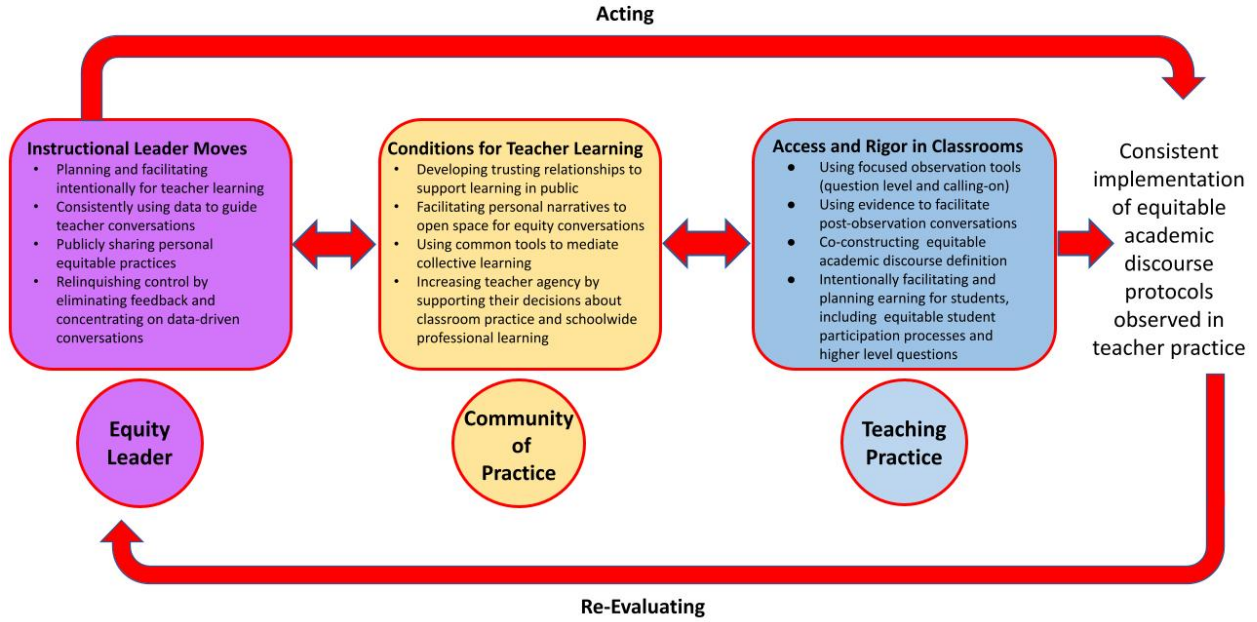 Acting
Instructional Leader Moves
• Planning and facilitating
intentionally for teacher learning
• Consistently using data to guide
teacher conversations
• Publicly sharing personal
equitable practices
• Relinquishing control by
eliminating feedback and
concentrating on data-driven
conversations
Conditions for Teacher Learning
• Developing trusting relationships to
support learning in public
• Facilitating personal narratives to
open space for equity conversations
• Using common tools to mediate
collective learning
• Increasing teacher agency by
supporting their decisions about
classroom practice and schoolwide
professional learning
Access and Rigor in Classrooms
● Using focused observation tools
(question level and calling-on)
● Using evidence to facilitate
post-observation conversations
● Co-constructing equitable
academic discourse definition
● Intentionally facilitating and
planning earning for students,
including equitable student
participation processes and
higher level questions
Consistent
implementation
of equitable
academic
discourse
protocols
observed in
teacher practice
Equity
Leader
Community
of
Practice
Teaching
Practice
Re-Evaluating